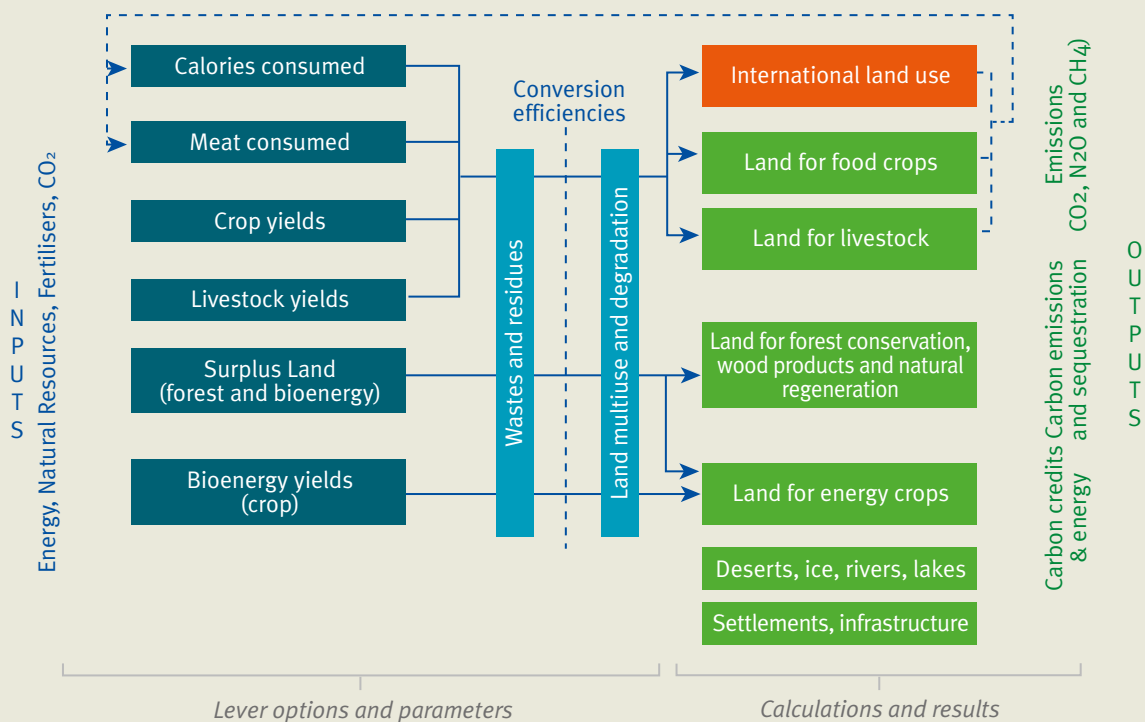 INPUTS
Energy, Natural Resources, Fertilisers, CO₂
Calories consumed
Meat consumed
Crop yields
Livestock yields
Surplus Land
(forest and bioenergy)
Bioenergy yields
(crop)
Conversion
efficiencies
Wastes and residues
Land multiuse and degradation
International land use
Land for food crops
Land for livestock
Land for forest conservation,
wood products and natural
regeneration
Land for energy crops
Deserts, ice, rivers, lakes
Settlements, infrastructure
Emissions
CO2, N2O and CH4)
Carbon emissions
and sequestration
Carbon credits
& energy
OUTPUTS
Lever options and parameters
Calculations and results